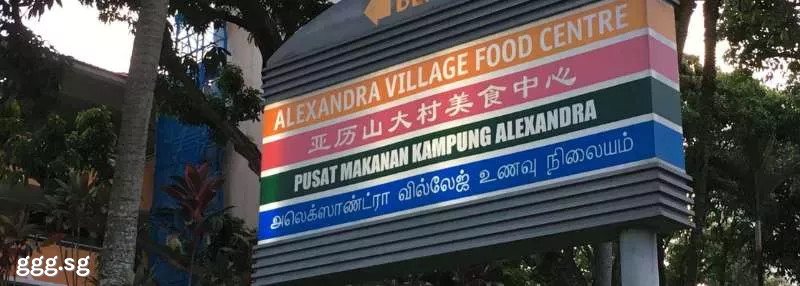 ALEXANDRA VILLAGE FOOD CENTRE
亚历山大村美食中心
PUSAT MAKANAN KAMPUNG ALEXANDRA
அலெக்ஸாண்ட்ரா வில்லேஜ் உணவு நிலையம்
ggg.sg